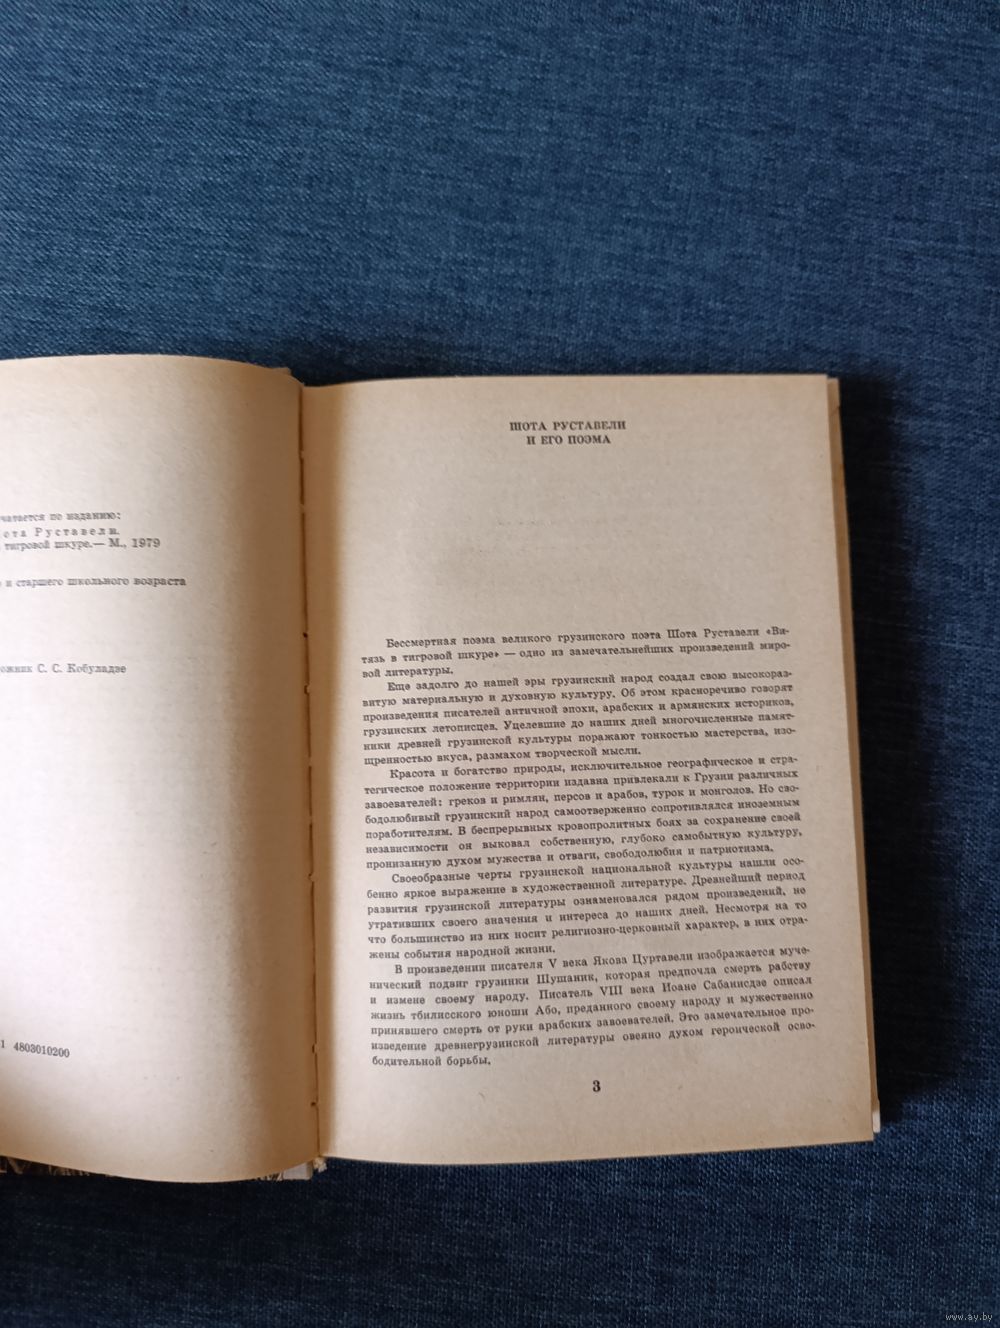 чатается по изданию:
ота Руставели.
тигровой шкуре.— М., 1979
и старшего школьного возраста
ожник С. С. Кобуладзе
1 4803010200
ШОТА РУСТАВЕЛИ
И ЕГО ПОЭМА
Бессмертная поэма великого грузинского поэта Шота Руставели «Ви-
тязь в тигровой шкуре» — одно из замечательнейших произведений миро-
вой литературы.
Еще задолго до нашей эры грузинский народ создал свою высокораз-
витую материальную и духовную культуру. Об этом красноречиво говорят
произведения писателей античной эпохи, арабских и армянских историков,
грузинских летописцев. Уцелевшие до наших дней многочисленные памят-
ники древней грузинской культуры поражают тонкостью мастерства, изо-
щренностью вкуса, размахом творческой мысли.
Красота и богатство природы, исключительное географическое и стра-
тегическое положение территории издавна привлекали к Грузии различных
завоевателей: греков и римлян, персов и арабов, турок и монголов. Но сво-
бодолюбивый грузинский народ самоотверженно сопротивлялся иноземным
поработителям. В беспрерывных кровопролитных боях за сохранение своей
независимости он выковал собственную, глубоко самобытную культуру,
пронизанную духом мужества и отваги, свободолюбия и патриотизма.
Своеобразные черты грузинской национальной культуры нашли осо-
бенно яркое выражение в художественной литературе. Древнейший период
развития грузинской литературы ознаменовался рядом произведений, не
утративших своего значения и интереса до наших дней. Несмотря на то
что большинство из них носит религиозно-церковный характер, в них отра-
жены события народной жизни.
В произведении писателя V века Якова Цуртавели изображается муче-
нический подвиг грузинки Шушаник, которая предпочла смерть рабству
и измене своему народу. Писатель VIII века Иоане Сабанисдзе описал
жизнь тбилисского юноши Або, преданного своему народу и мужественно
принявшего смерть от руки арабских завоевателей. Это замечательное про-
изведение древнегрузинской литературы овеяно духом героической осво-
бодительной борьбы.
3
www.ay.by